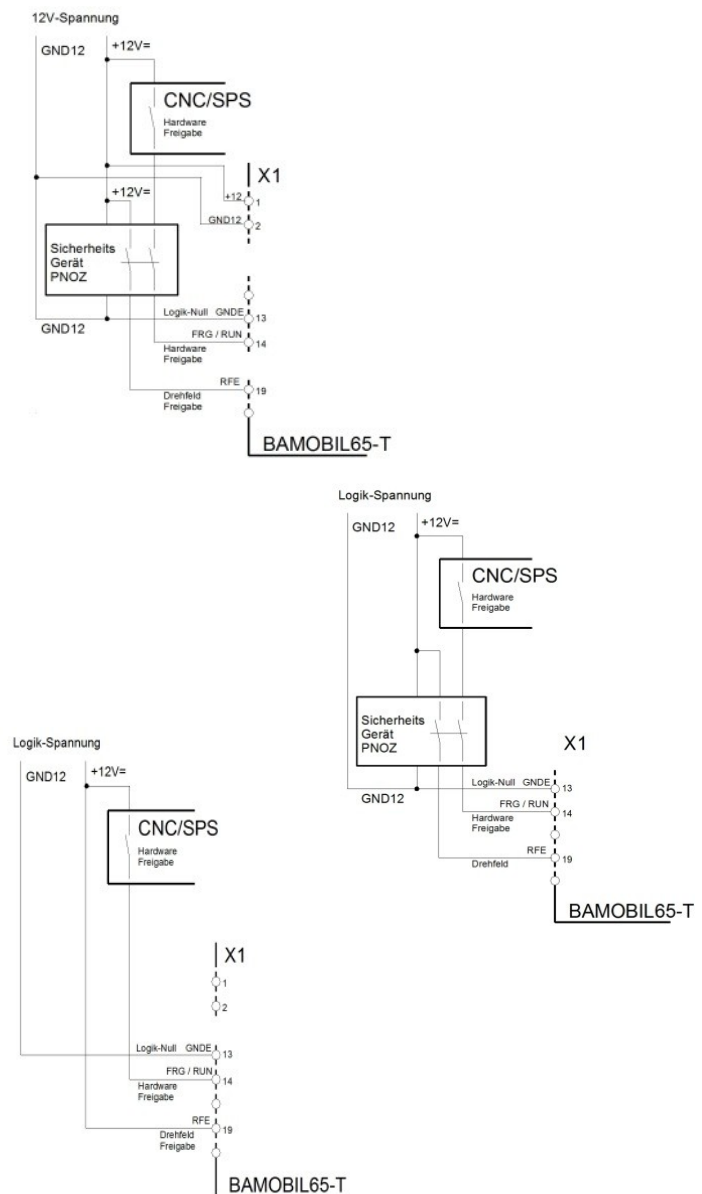 12V-Spannung
GND12
+12V=
CNC/SPS
Hardware
Freigabe
X1
+12V=
+12
1
GND12
2
Sicherheits
Gerät
PNOZ
Logik-Null GNDE
13
GND12
FRG / RUN
14
Hardware
Freigabe
RFE
19
Drehfeld
Freigabe
BAMOBIL65-T
Logik-Spannung
GND12
+12V=
CNC/SPS
Hardware
Freigabe
Sicherheits
Gerät
PNOZ
X1
Logik-Null GNDE
13
GND12
FRG / RUN
14
Hardware
Freigabe
RFE
19
Drehfeld
BAMOBIL65-T
Logik-Spannung
GND12
+12V=
CNC/SPS
Hardware
Freigabe
X1
1
2
Logik-Null GNDE
13
FRG / RUN
14
Hardware
Freigabe
RFE
19
Drehfeld
Freigabe
BAMOBIL65-T